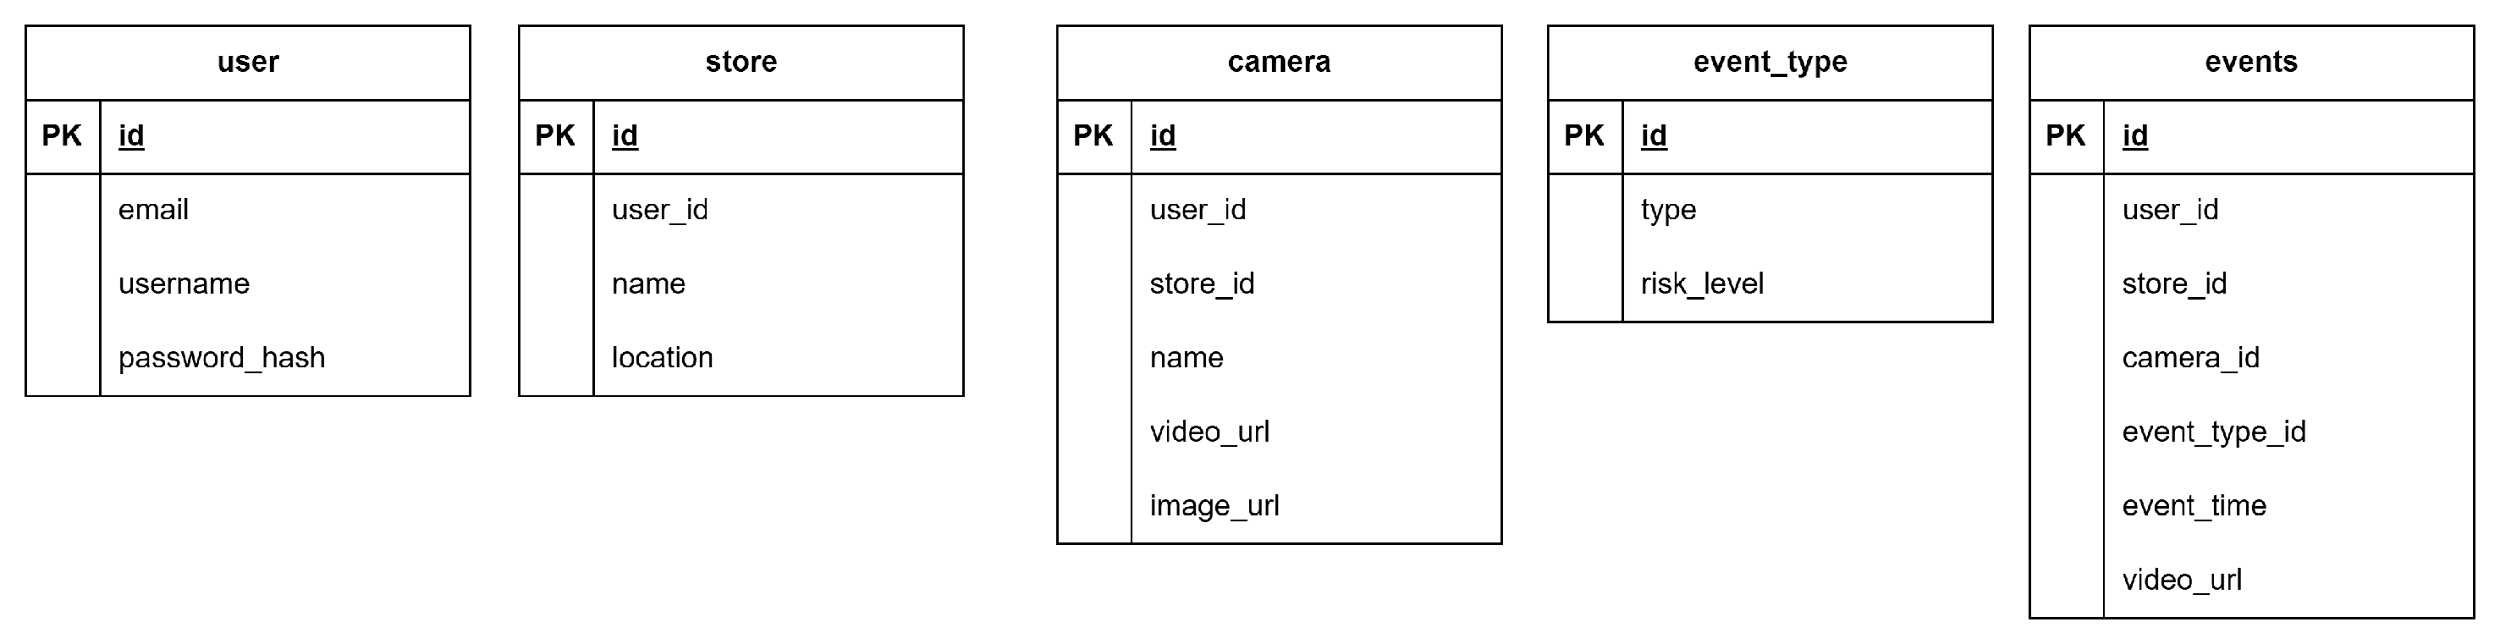 user
PK id
email
username
password_hash
store
PK id
user_id
name
location
camera
PK id
user_id
store_id
name
video_url
image_url
event_type
PK id
type
risk_level
events
PK id
user_id
store_id
camera_id
event_type_id
event_time
video_url